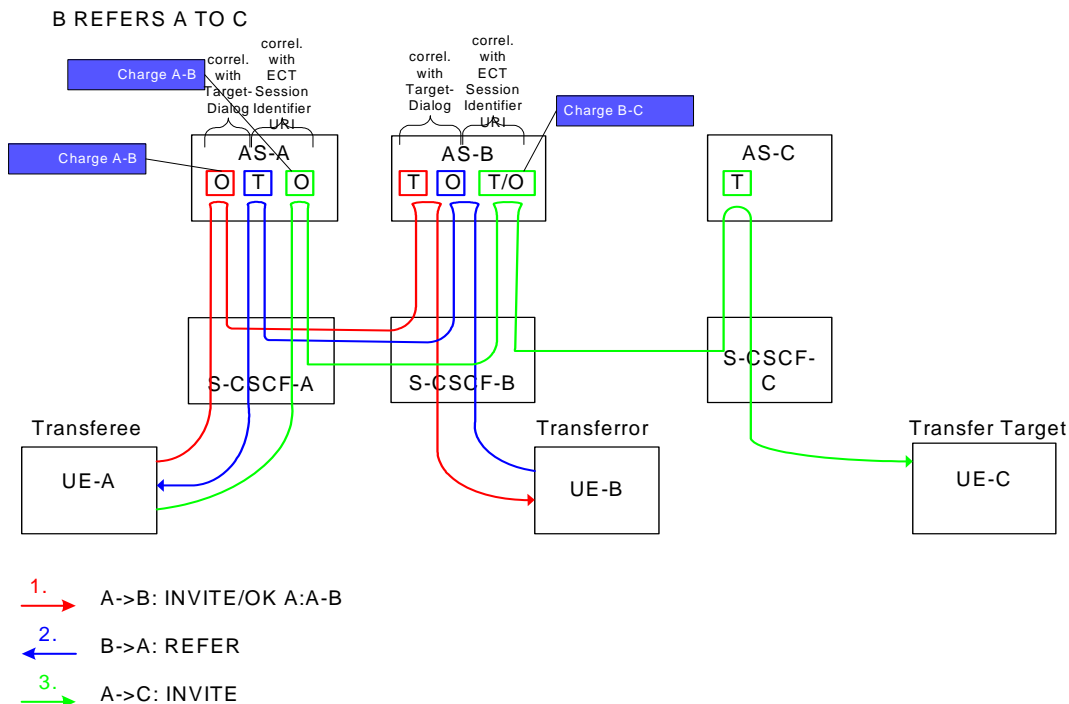 B REFERS A TO C
correl.
with
Target-
Dialog
correl.
with
ECT
Session
Identifier
URI
correl.
with
Target-
Dialog
correl.
with
ECT
Session
Identifier
URI
Charge A-B
Charge A-B
Charge B-C
AS-A
O T O
AS-B
T O T/O
AS-C
T
S-CSCF-A
S-CSCF-B
S-CSCF-
C
Transferee
UE-A
Transferror
UE-B
Transfer Target
UE-C
1. A->B: INVITE/OK A:A-B
2. B->A: REFER
3. A->C: INVITE